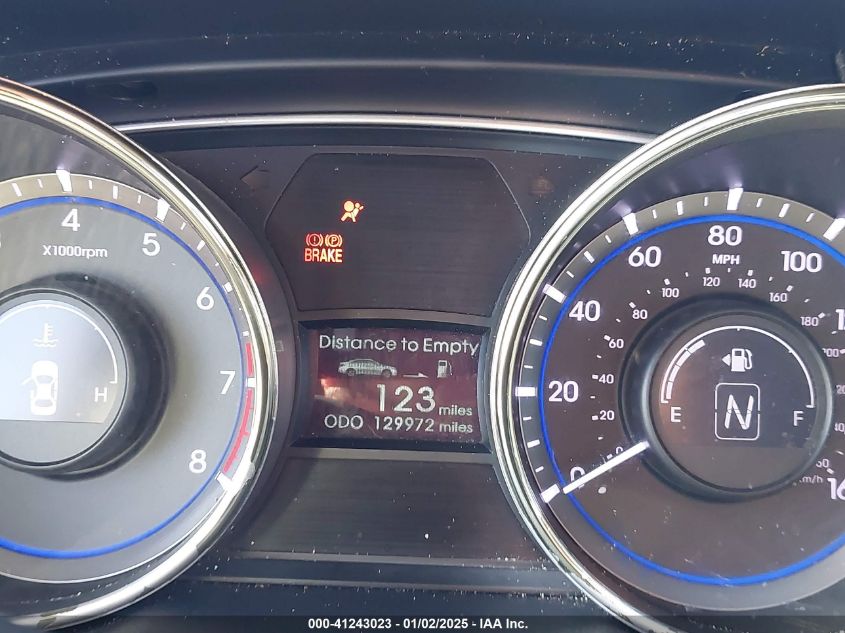 4
5
6
7
8
X1000rpm
H
BRAKE
Distance to Empty
123 miles
ODO 129972 miles
0
20
40
60
80
100
MPH
0
20
40
60
80
100
120
140
160
180
km/h
E
F
N
000-41243023 - 01/02/2025 - IAA Inc.